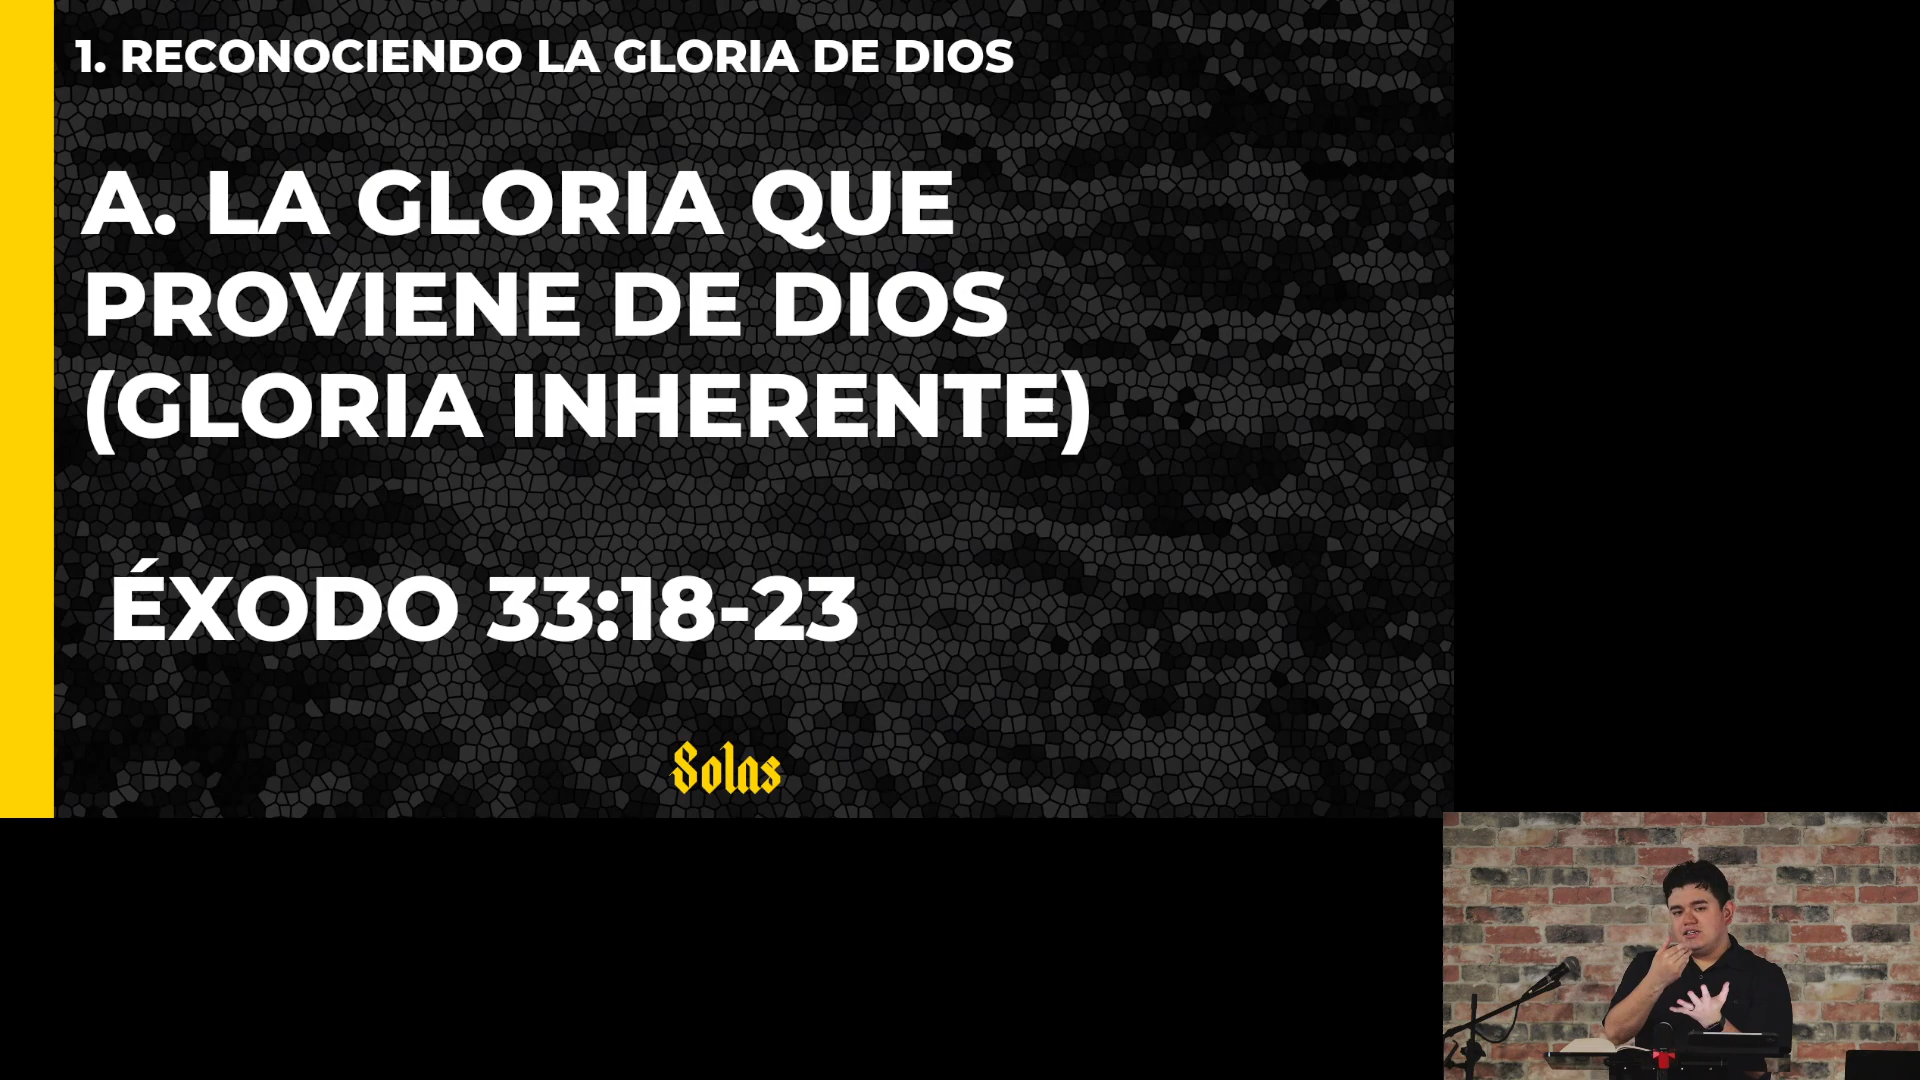 1. RECONOCIENDO LA GLORIA DE DIOS
A. LA GLORIA QUE
PROVIENE DE DIOS
(GLORIA INHERENTE)
ÉXODO 33:18-23
Solas